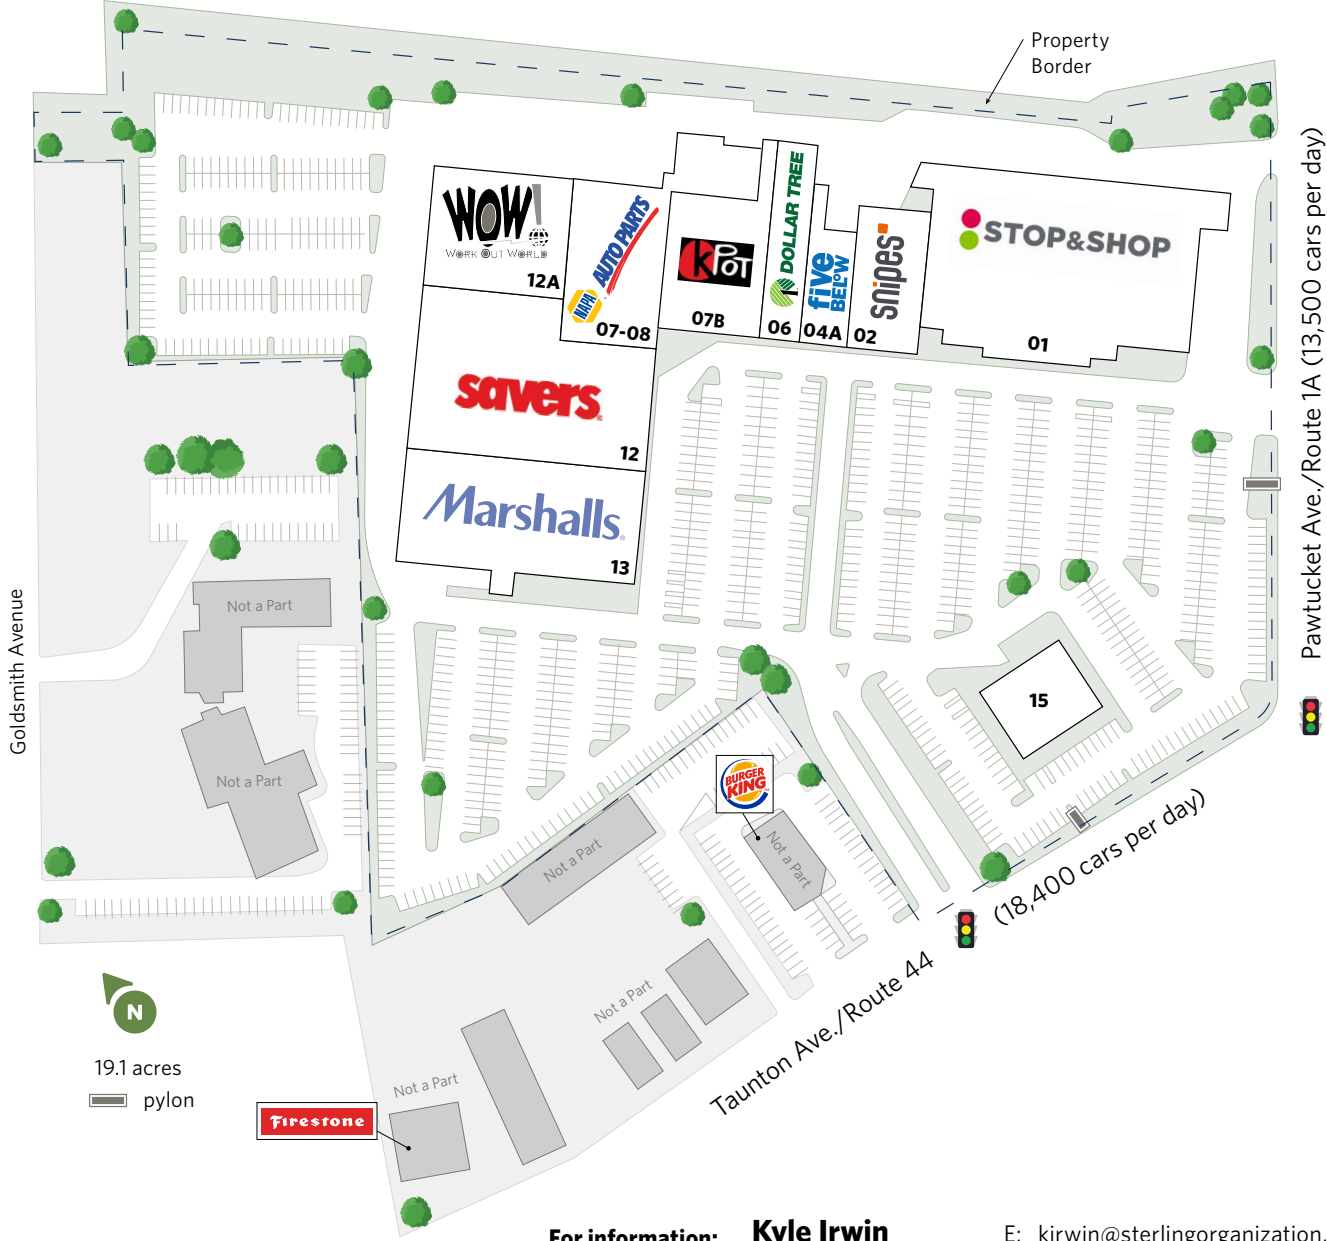 Property
Border
WOW!
WORK OUT WORLD
12A
NAPA
AUTO PARTS
07-08
KPOT
07B
DOLLAR TREE
06
five
BELOW
04A
snipes
02
STOP&SHOP
01
savers
12
Marshalls
13
15
Pawtucket Ave./Route 1A (13,500 cars per day)
Goldsmith Avenue
Not a Part
Not a Part
Not a Part
BURGER
KING
Not a Part
Not a Part
Not a Part
Taunton Ave./Route 44
(18,400 cars per day)
N
19.1 acres
pylon
Firestone
For information:
Kyle Irwin
E: kirwin@sterlingorganization.